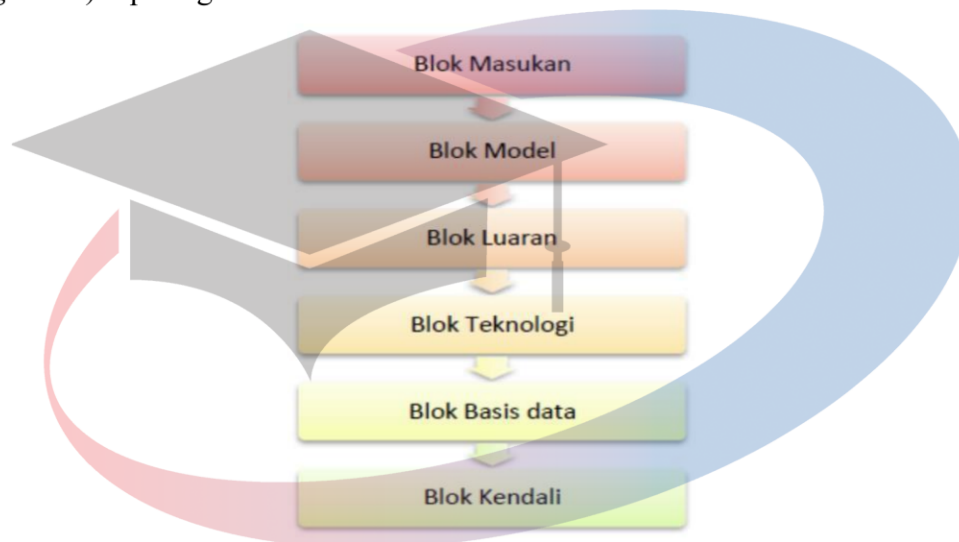 Blok Masukan
Blok Model
Blok Luaran
Blok Teknologi
Blok Basis data
Blok Kendali